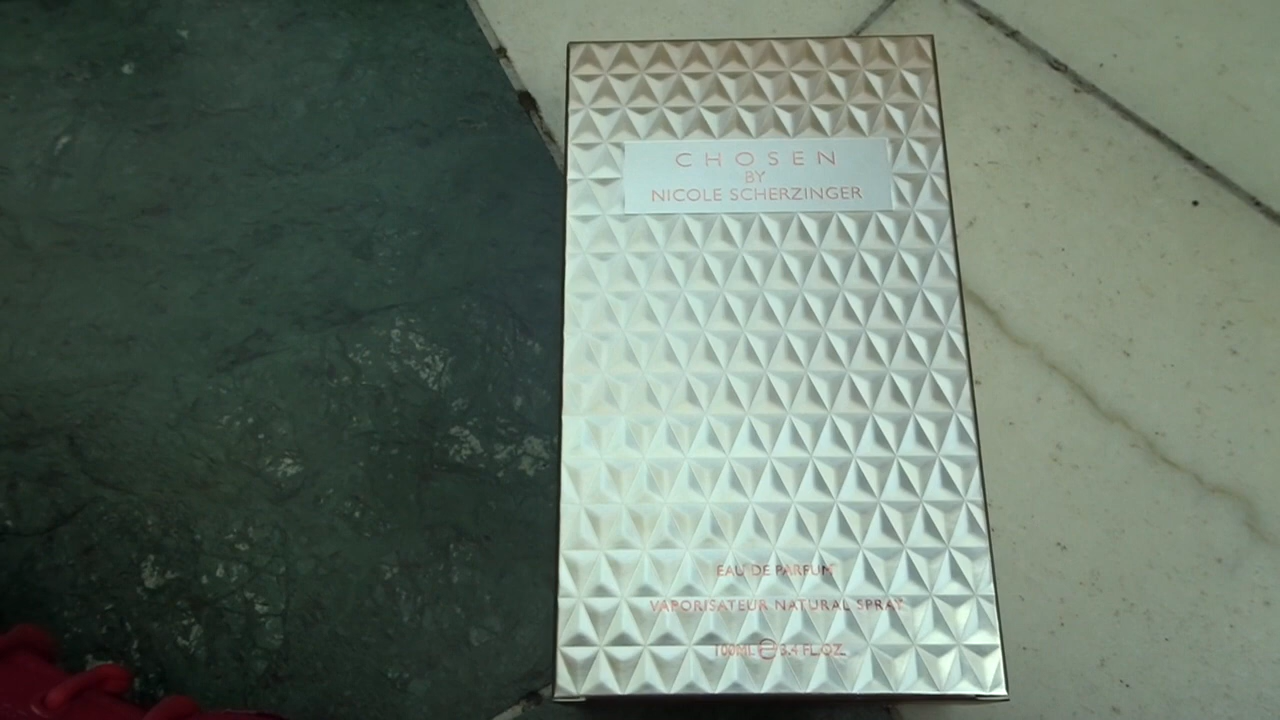 CHOSEN
BY
NICOLE SCHERZINGER
EAU DE PARFUM
VAPORISATEUR NATURAL SPRAY
100ML ℮ 3.4 FL.OZ.